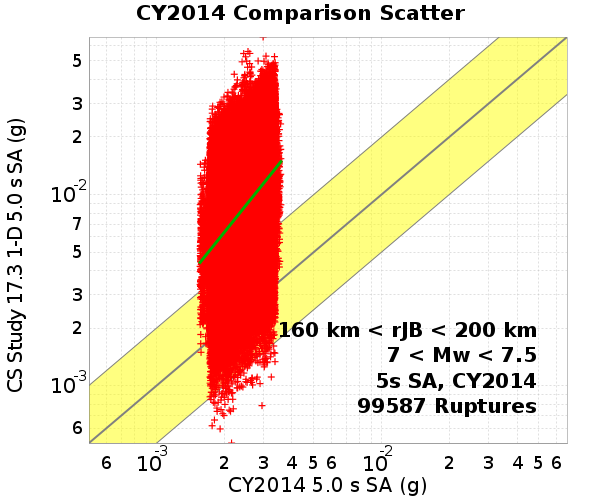 CY2014 Comparison Scatter
CS Study 17.3 1-D 5.0 s SA (g)
5
3
2
10-2
7
5
3
2
10-3
6
160 km < rJB < 200 km
7 < Mw < 7.5
5s SA, CY2014
99587 Ruptures
6 10-3 2 3 4 5 6 10-2 2 3 4 5 6
CY2014 5.0 s SA (g)